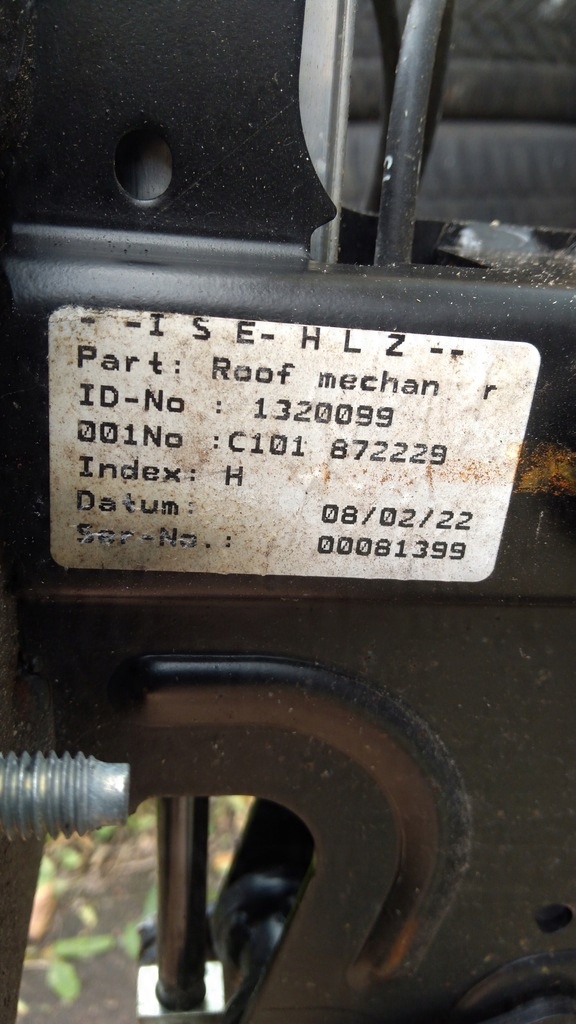 - -I S E- H L Z --
Part: Roof mechan r
ID-No : 1320099
001No :C101 872229
Index: H
Datum: 08/02/22
Ser-No.: 00081399